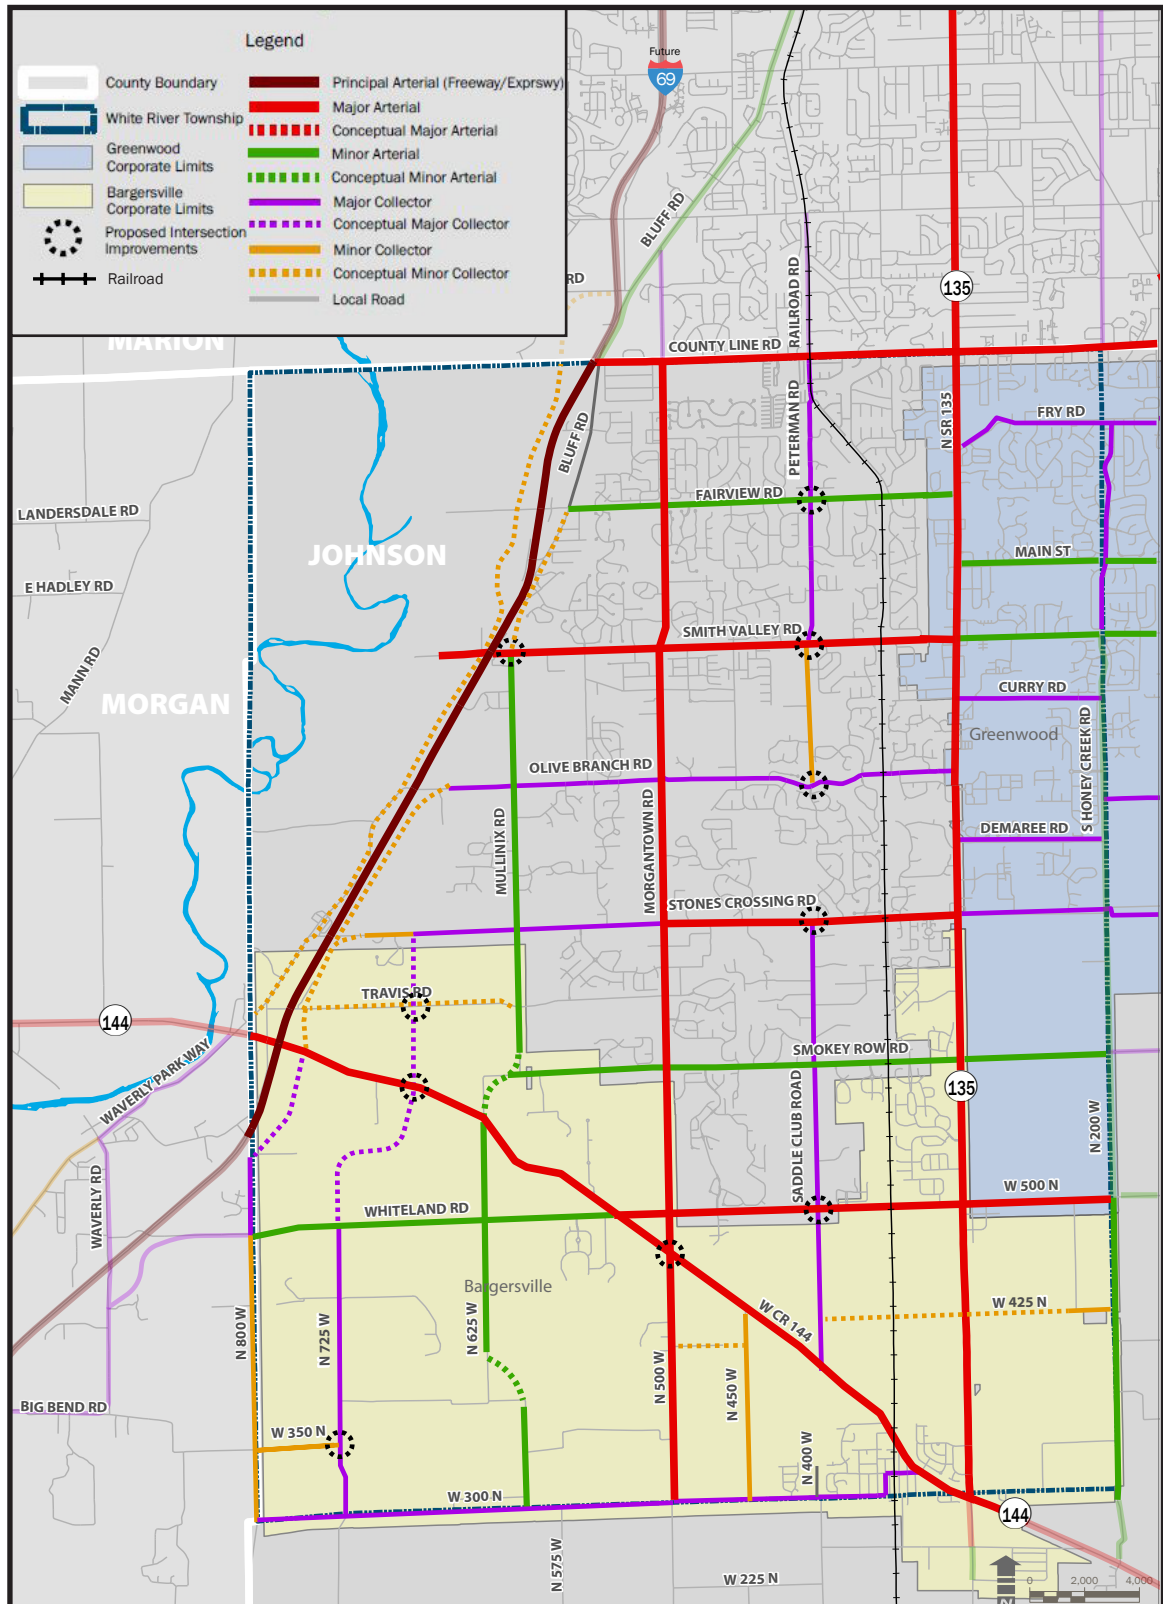 Legend
County Boundary
White River Township
Greenwood
Corporate Limits
Bargersville
Corporate Limits
Proposed Intersection
Improvements
Railroad
Principal Arterial (Freeway/Exprswy)
Major Arterial
Conceptual Major Arterial
Minor Arterial
Conceptual Minor Arterial
Major Collector
Conceptual Major Collector
Minor Collector
Conceptual Minor Collector
Local Road
Future
69
BLUFF RD
RD
RAILROAD RD
135
MARION
COUNTY LINE RD
PETERMAN RD
N SR 135
FRY RD
BLUFF RD
FAIRVIEW RD
LANDERSDALE RD
JOHNSON
MAIN ST
E HADLEY RD
SMITH VALLEY RD
MANN RD
MORGAN
CURRY RD
Greenwood
S HONEY CREEK RD
OLIVE BRANCH RD
MULLINIX RD
MORGANTOWN RD
DEMAREE RD
STONES CROSSING RD
TRAVIS RD
144
SMOKEY ROW RD
WAVERLY PARK WAY
135
SADDLE CLUB ROAD
N 200 W
WAVERLY RD
W 500 N
WHITELAND RD
Bargersville
W 425 N
W CR 144
N 800 W
N 725 W
N 625 W
N 500 W
N 450 W
BIG BEND RD
W 350 N
N 400 W
W 300 N
144
N 575 W
W 225 N
0 2,000 4,000